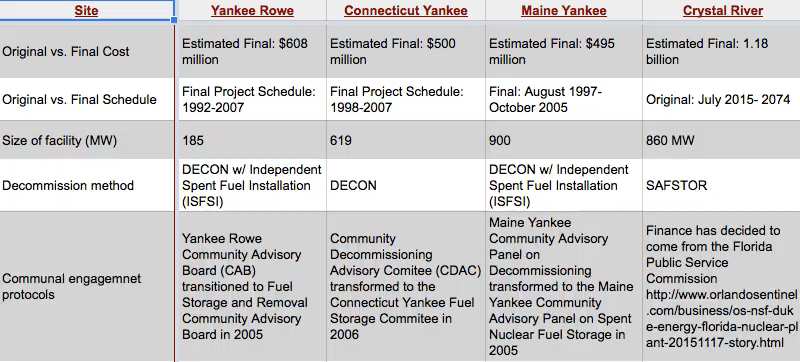 Site
Yankee Rowe
Connecticut Yankee
Maine Yankee
Crystal River
Original vs. Final Cost
Estimated Final: $608
million
Estimated Final: $500
million
Estimated Final: $495
million
Estimated Final: 1.18
billion
Original vs. Final Schedule
Final Project Schedule:
1992-2007
Final Project Schedule:
1998-2007
Final: August 1997-
October 2005
Original: July 2015- 2074
Size of facility (MW)
185
619
900
860 MW
Decommission method
DECON w/ Independent
Spent Fuel Installation
(ISFSI)
DECON
DECON w/ Independent
Spent Fuel Installation
(ISFSI)
SAFSTOR
Communal engagemnet
protocols
Yankee Rowe
Community Advisory
Board (CAB)
transitioned to Fuel
Storage and Removal
Community Advisory
Board in 2005
Community
Decommissioning
Advisory Comitee (CDAC)
transformed to the
Connecticut Yankee Fuel
Storage Commitee in
2006
Maine Yankee
Community Advisory
Panel on
Decommissioning
transformed to the Maine
Yankee Community
Advisory Panel on Spent
Nuclear Fuel Storage in
2005
Finance has decided to
come from the Florida
Public Service
Commission
http://www.orlandosentinel
.com/business/os-nsf-duk
e-energy-florida-nuclear-pl
ant-20151117-story.html